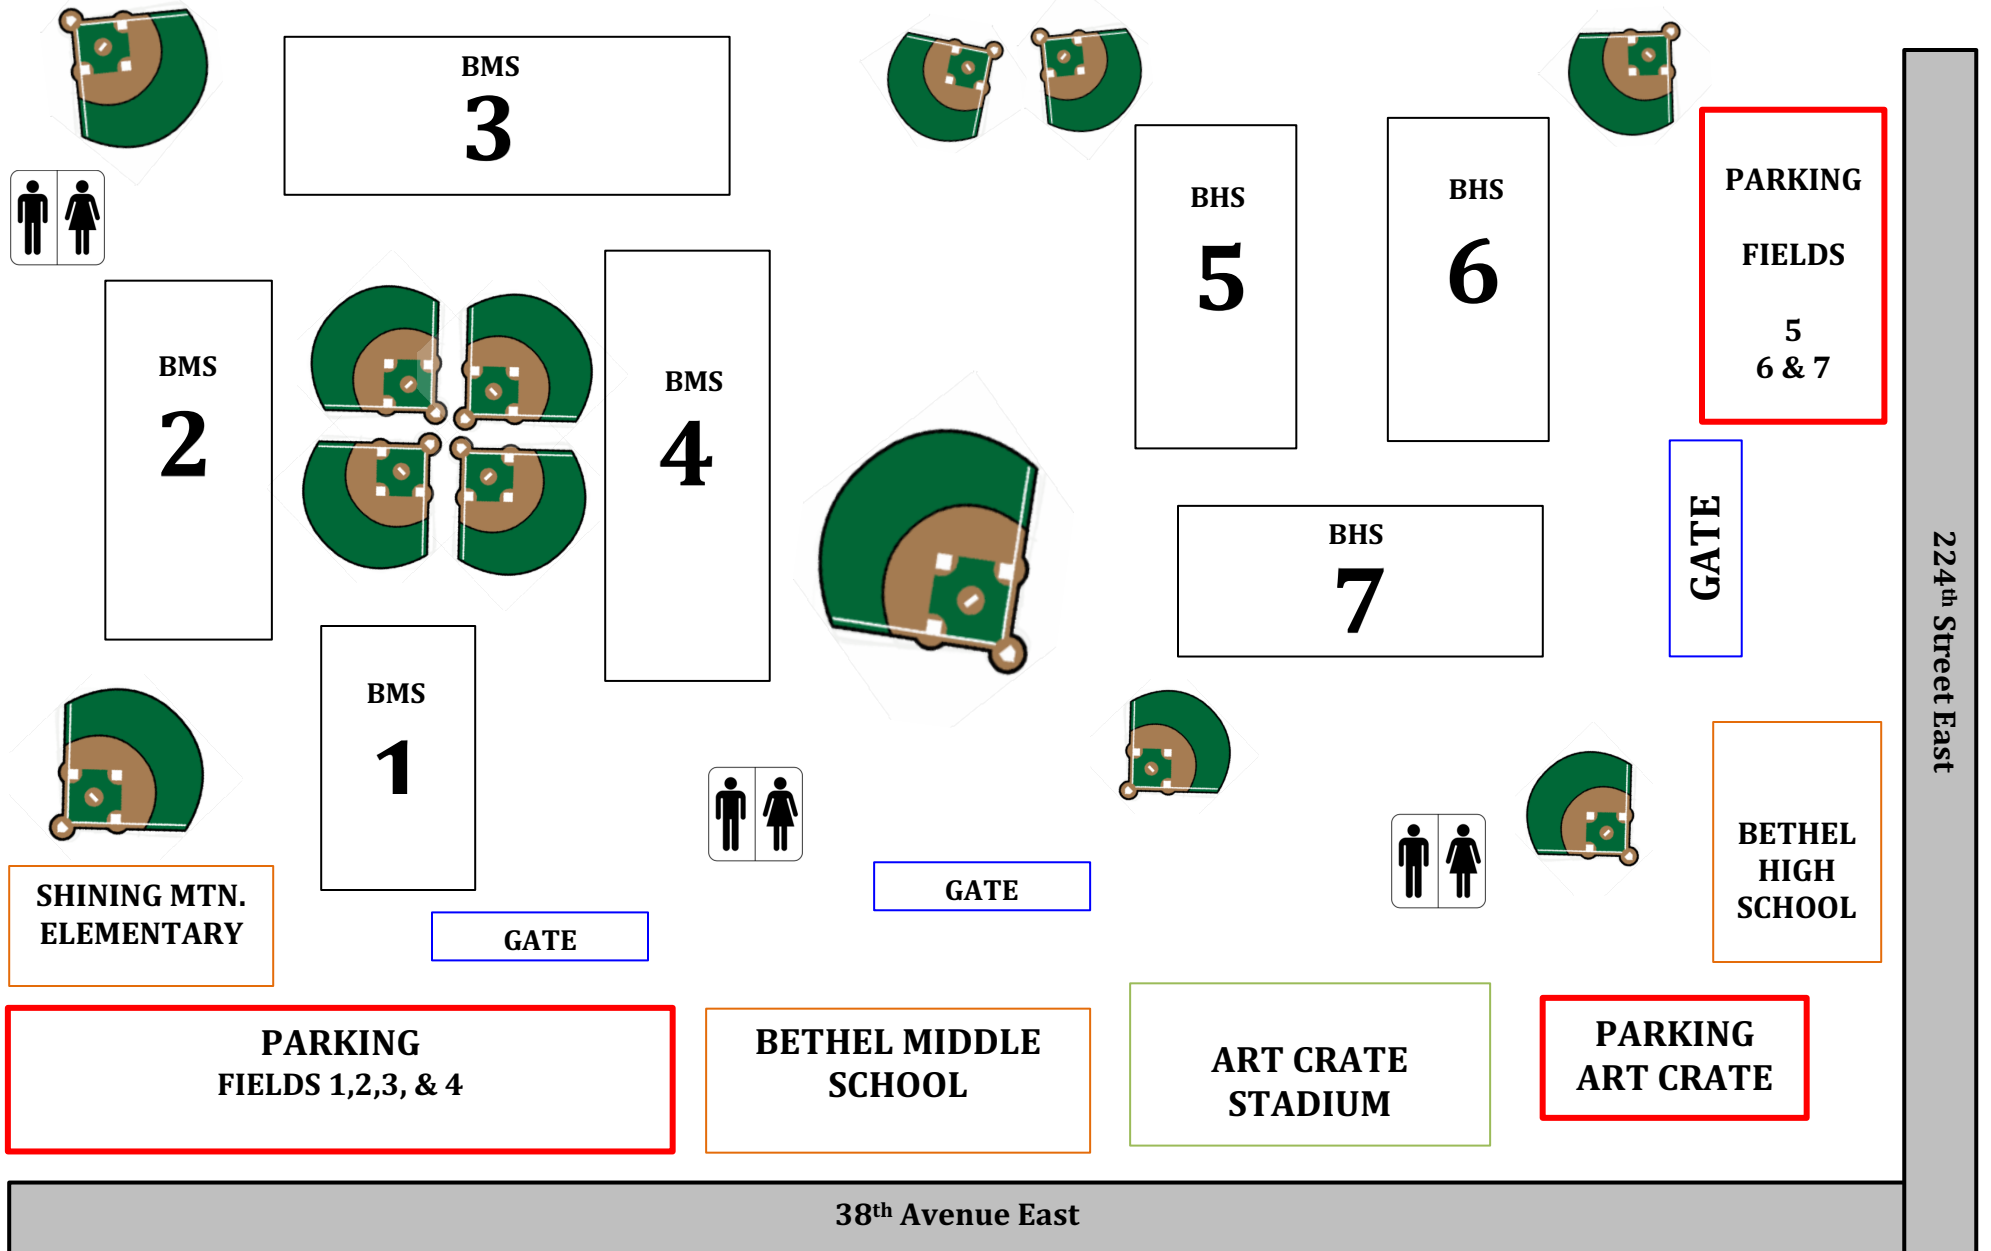 BMS
3
BHS
5
BHS
6
PARKING
FIELDS
5
6 & 7
BMS
2
BMS
4
BHS
7
GATE
224th Street East
BMS
1
GATE
GATE
SHINING MTN.
ELEMENTARY
BETHEL
HIGH
SCHOOL
PARKING
FIELDS 1,2,3, & 4
BETHEL MIDDLE
SCHOOL
ART CRATE
STADIUM
PARKING
ART CRATE
38th Avenue East